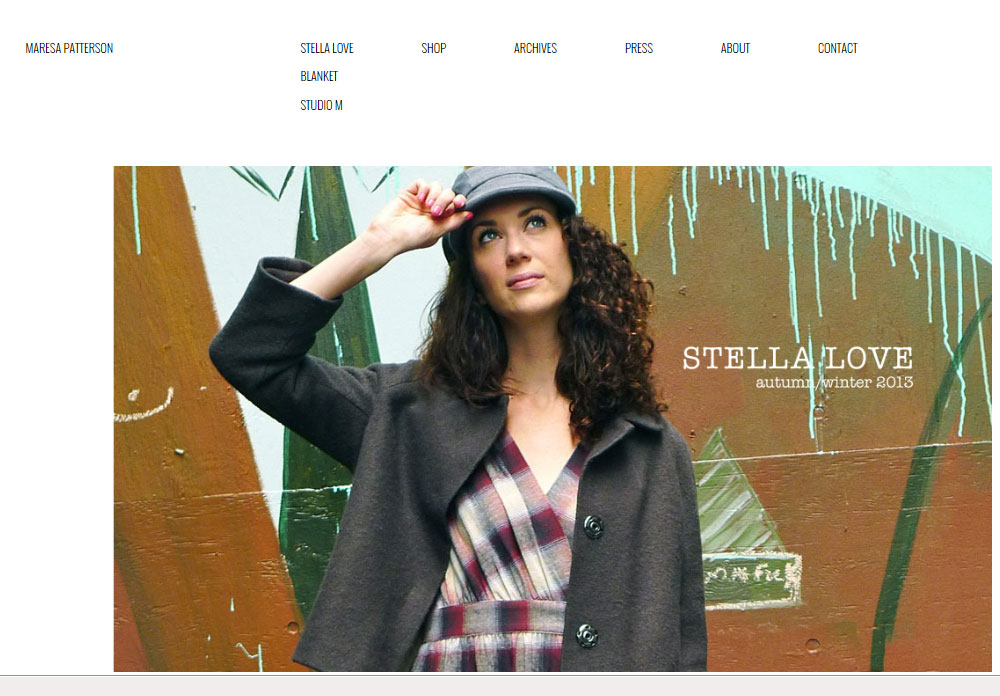 MARESA PATTERSON
STELLA LOVE
SHOP
ARCHIVES
PRESS
ABOUT
CONTACT
BLANKET
STUDIO M
STELLA LOVE
autumn/winter 2013